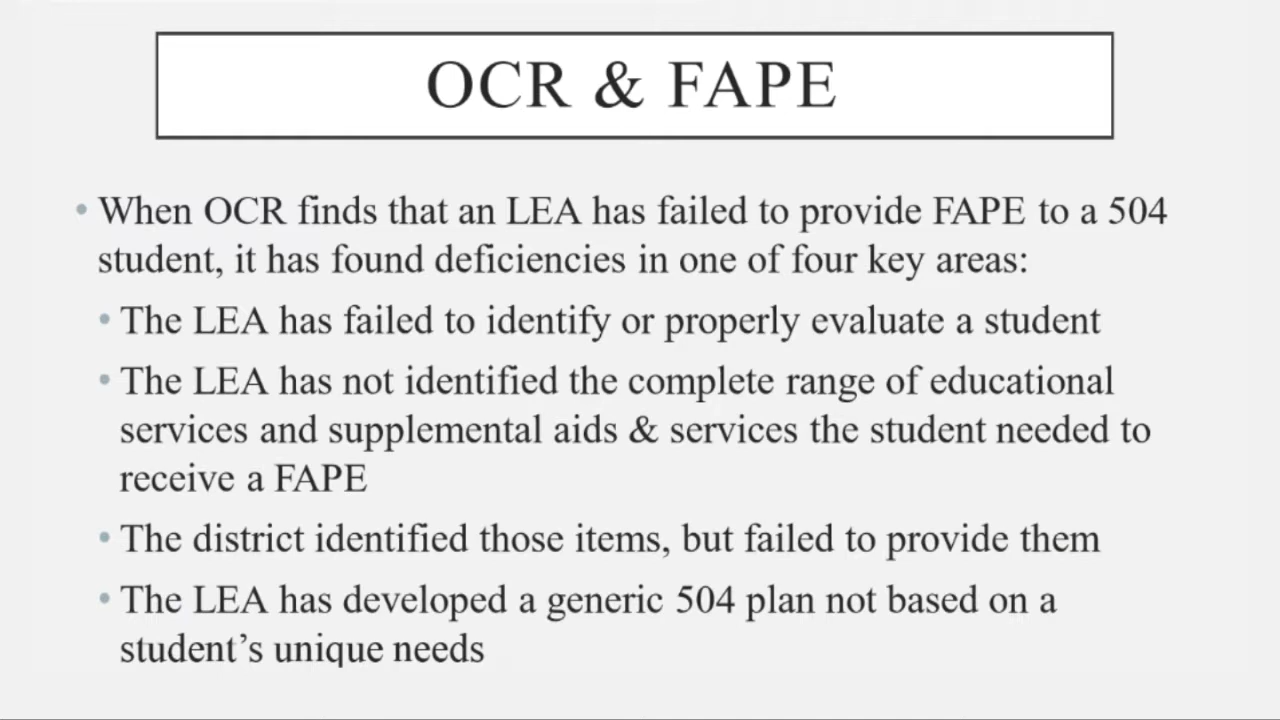 OCR & FAPE
• When OCR finds that an LEA has failed to provide FAPE to a 504
student, it has found deficiencies in one of four key areas:
• The LEA has failed to identify or properly evaluate a student
• The LEA has not identified the complete range of educational
services and supplemental aids & services the student needed to
receive a FAPE
• The district identified those items, but failed to provide them
• The LEA has developed a generic 504 plan not based on a
student’s unique needs